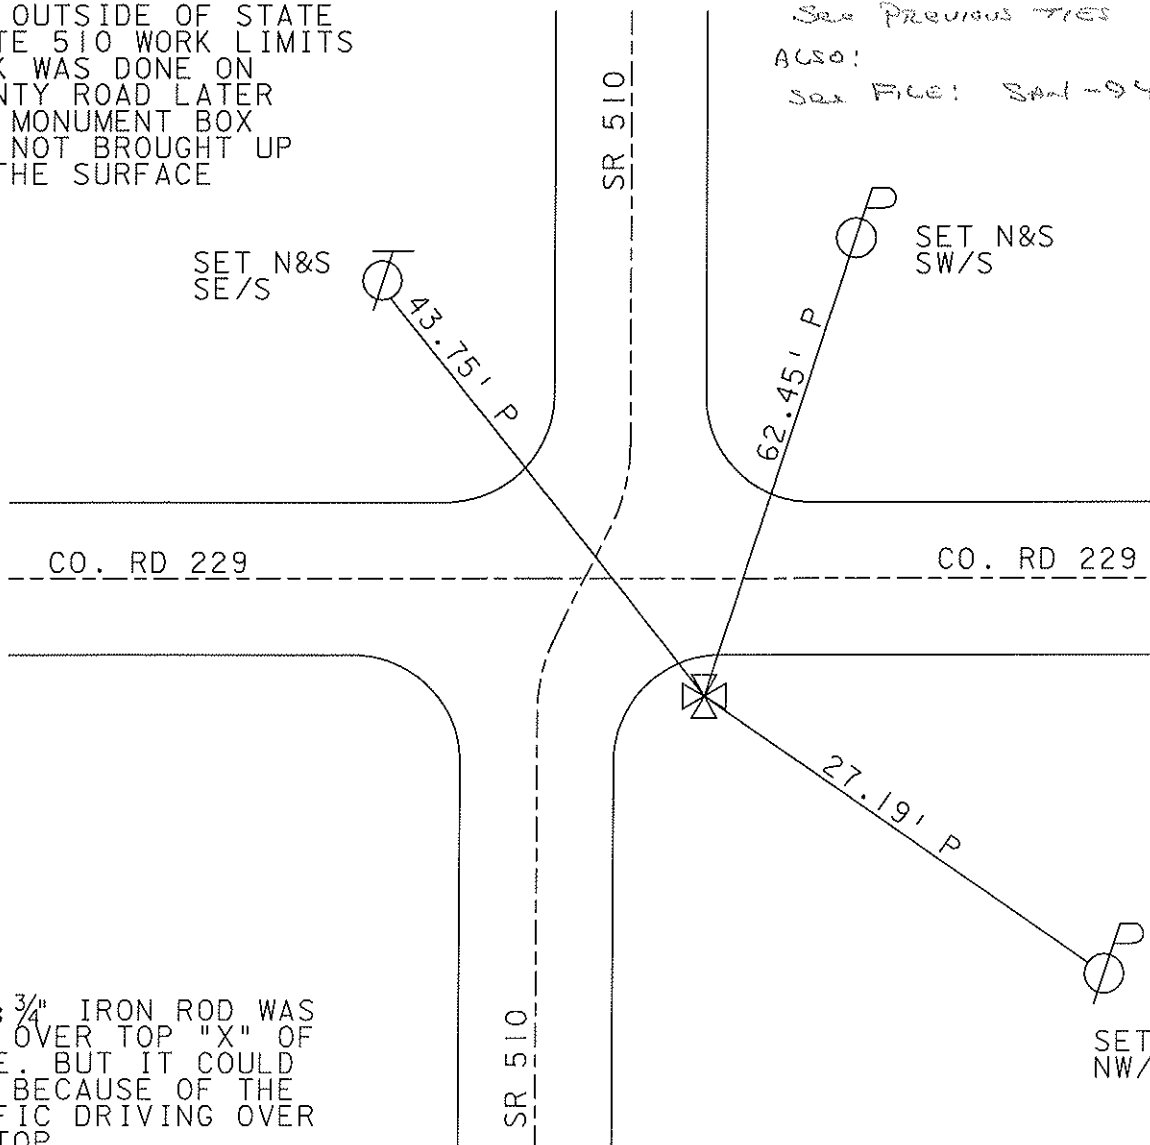 OUTSIDE OF STATE
TE 510 WORK LIMITS
K WAS DONE ON
NTY ROAD LATER
MONUMENT BOX
NOT BROUGHT UP
THE SURFACE
See PREVIOUS TIES
ALSO:
See FILE: SAN-94
SR 510
SET N&S
SE/S
SET N&S
SW/S
43.75' P
62.45' P
CO. RD 229
CO. RD 229
27.19' P
3/4" IRON ROD WAS
OVER TOP "X" OF
E. BUT IT COULD
BECAUSE OF THE
FIC DRIVING OVER
TOP
SR 510
SET
NW/